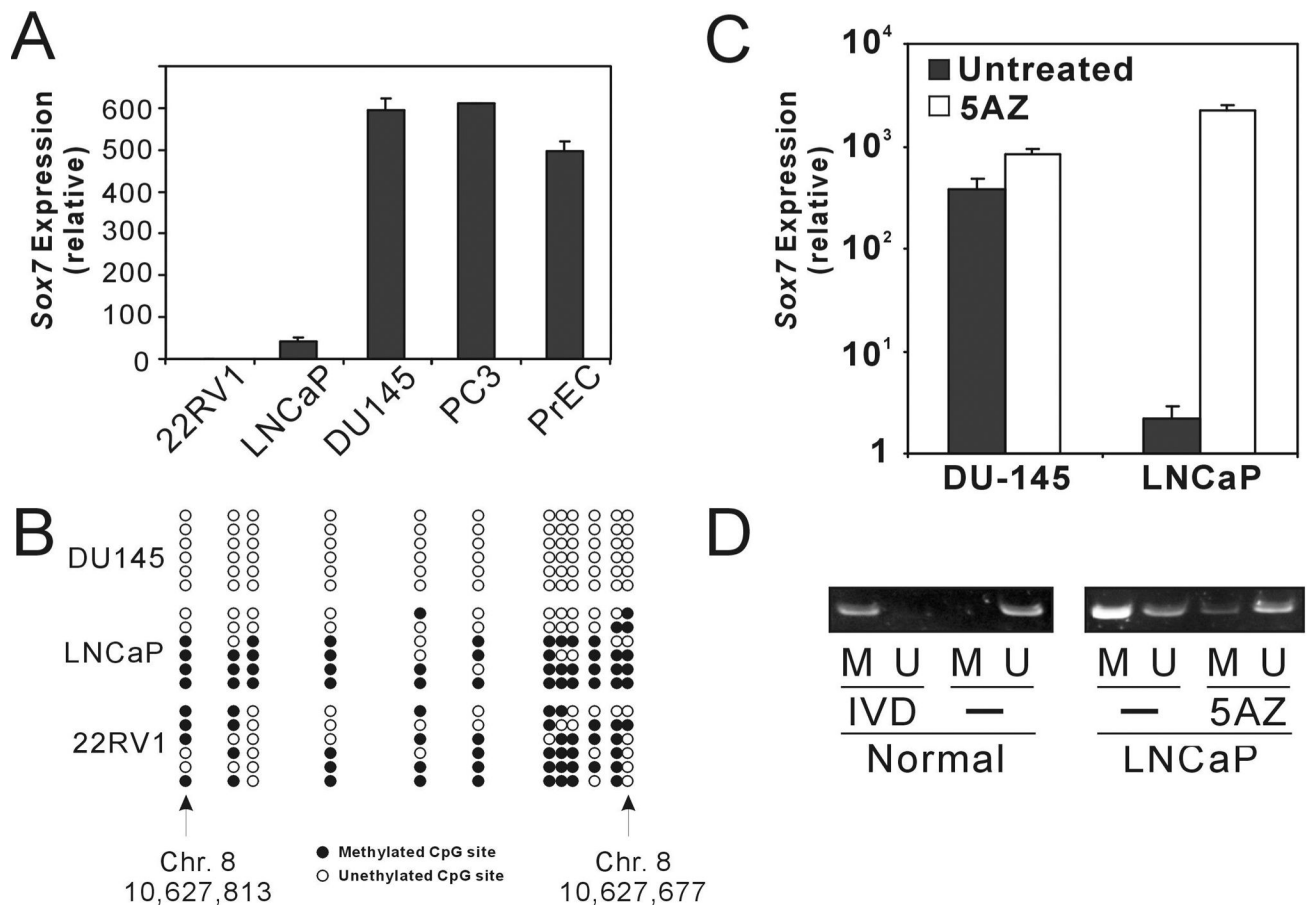 A
Sox7 Expression
(relative)
600
500
400
300
200
100
0
22RV1
LNCaP
DU145
PC3
PrEC
C
Sox7 Expression
(relative)
10^4
10^3
10^2
10^1
1
Untreated
5AZ
DU-145
LNCaP
B
DU145
LNCaP
22RV1
Chr. 8
10,627,813
Methylated CpG site
Unethylated CpG site
Chr. 8
10,627,677
D
M U M U
IVD —
Normal
M U M U
— 5AZ
LNCaP